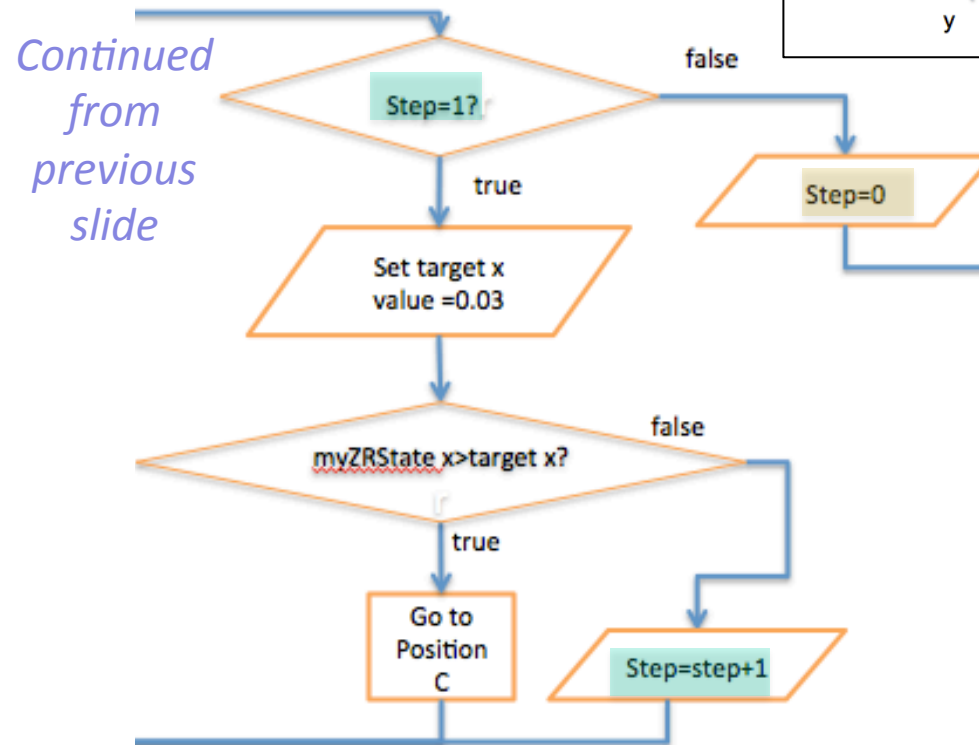 y
Continued
from
previous
slide
false
Step=1?
true
Step=0
Set target x
value =0.03
false
myZRState x>target x?
true
Go to
Position
C
Step=step+1